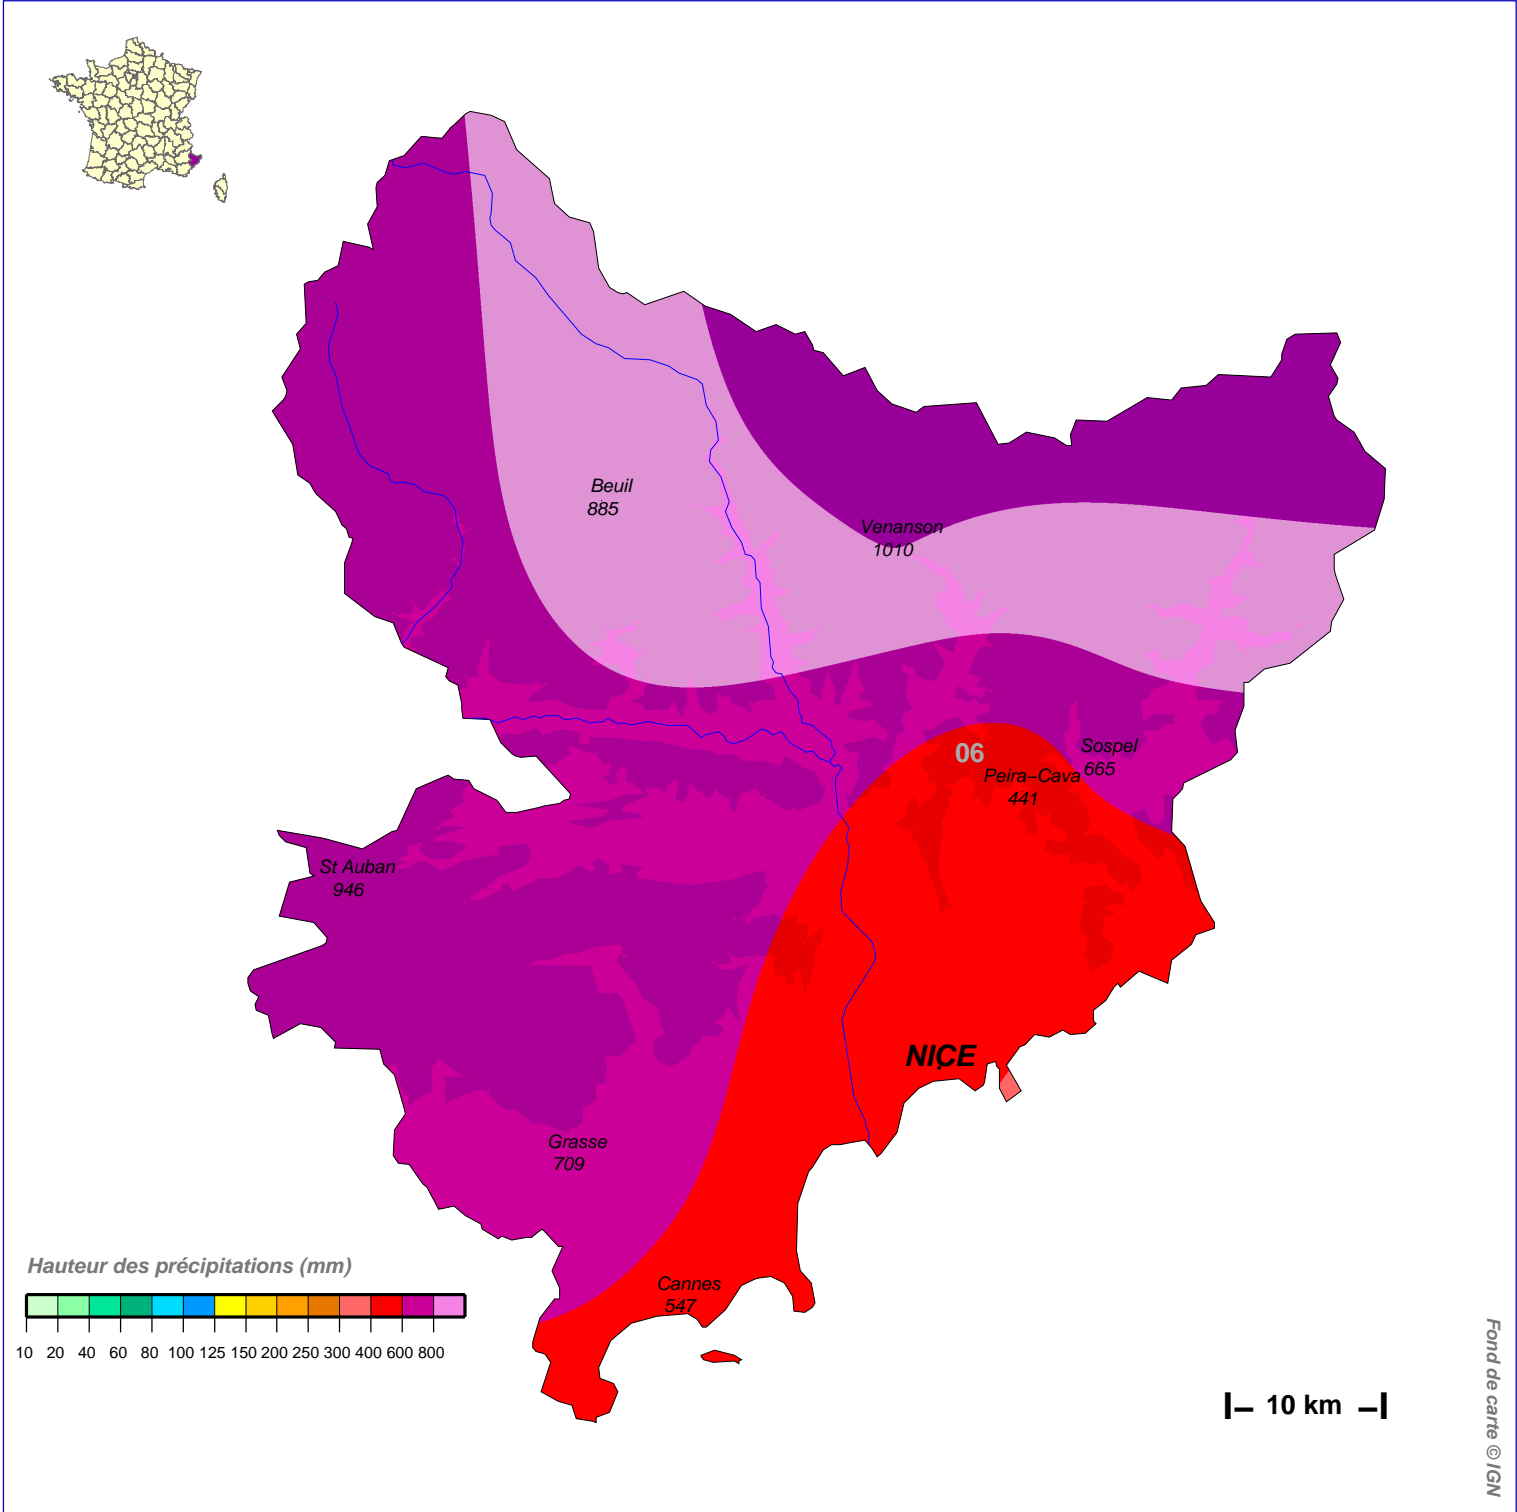 Beuil
885
Venanson
1010
06
Sospel
665
Peira–Cava
441
St Auban
946
NICE
Grasse
709
Cannes
547
Hauteur des précipitations (mm)
10 20 40 60 80 100 125 150 200 250 300 400 600 800
10 km
Fond de carte © IGN